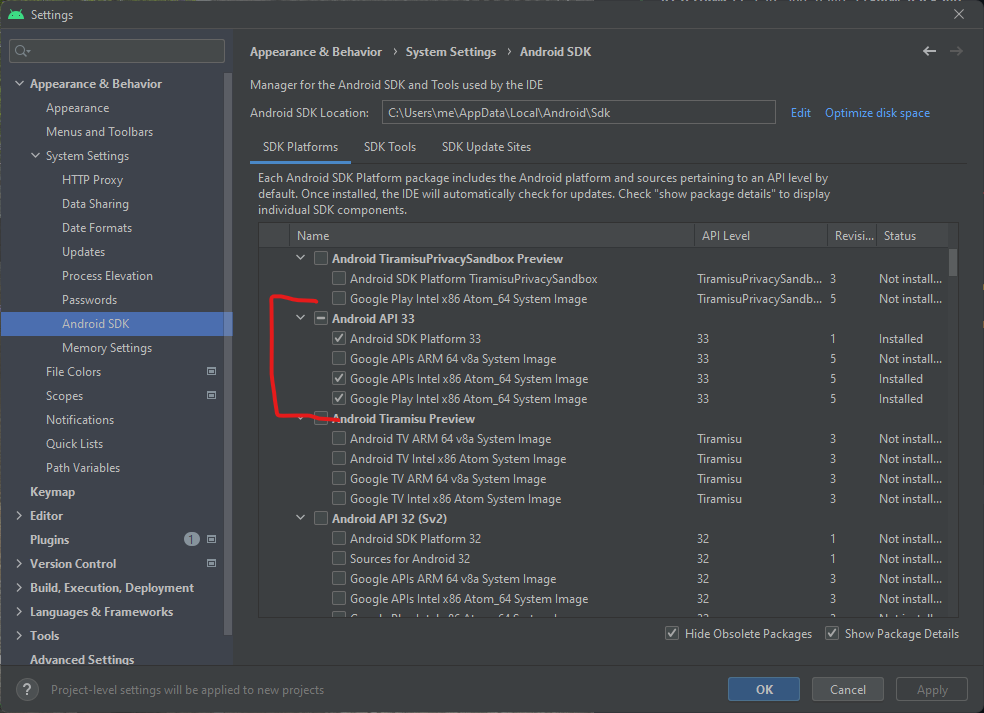 Settings
Appearance & Behavior
Appearance
Menus and Toolbars
System Settings
HTTP Proxy
Data Sharing
Date Formats
Updates
Process Elevation
Passwords
Android SDK
Memory Settings
File Colors
Scopes
Notifications
Quick Lists
Path Variables
Keymap
Editor
Plugins 1
Version Control
Build, Execution, Deployment
Languages & Frameworks
Tools
Advanced Settings
Appearance & Behavior › System Settings › Android SDK
Manager for the Android SDK and Tools used by the IDE
Android SDK Location: C:\Users\me\AppData\Local\Android\Sdk Edit Optimize disk space
SDK Platforms SDK Tools SDK Update Sites
Each Android SDK Platform package includes the Android platform and sources pertaining to an API level by
default. Once installed, the IDE will automatically check for updates. Check "show package details" to display
individual SDK components.
Name API Level Revisi... Status
Android TiramisuPrivacySandbox Preview
Android SDK Platform TiramisuPrivacySandbox TiramisuPrivacySandb... 3 Not install...
Google Play Intel x86 Atom_64 System Image TiramisuPrivacySandb... 5 Not install...
Android API 33
Android SDK Platform 33 33 1 Installed
Google APIs ARM 64 v8a System Image 33 5 Not install...
Google APIs Intel x86 Atom_64 System Image 33 5 Installed
Google Play Intel x86 Atom_64 System Image 33 5 Installed
Android Tiramisu Preview
Android TV ARM 64 v8a System Image Tiramisu 3 Not install...
Android TV Intel x86 Atom System Image Tiramisu 3 Not install...
Google TV ARM 64 v8a System Image Tiramisu 3 Not install...
Google TV Intel x86 Atom System Image Tiramisu 3 Not install...
Android API 32 (Sv2)
Android SDK Platform 32 32 1 Not install...
Sources for Android 32 32 1 Not install...
Google APIs ARM 64 v8a System Image 32 3 Not install...
Google APIs Intel x86 Atom_64 System Image 32 3 Not install...
Hide Obsolete Packages Show Package Details
? Project-level settings will be applied to new projects
OK Cancel Apply